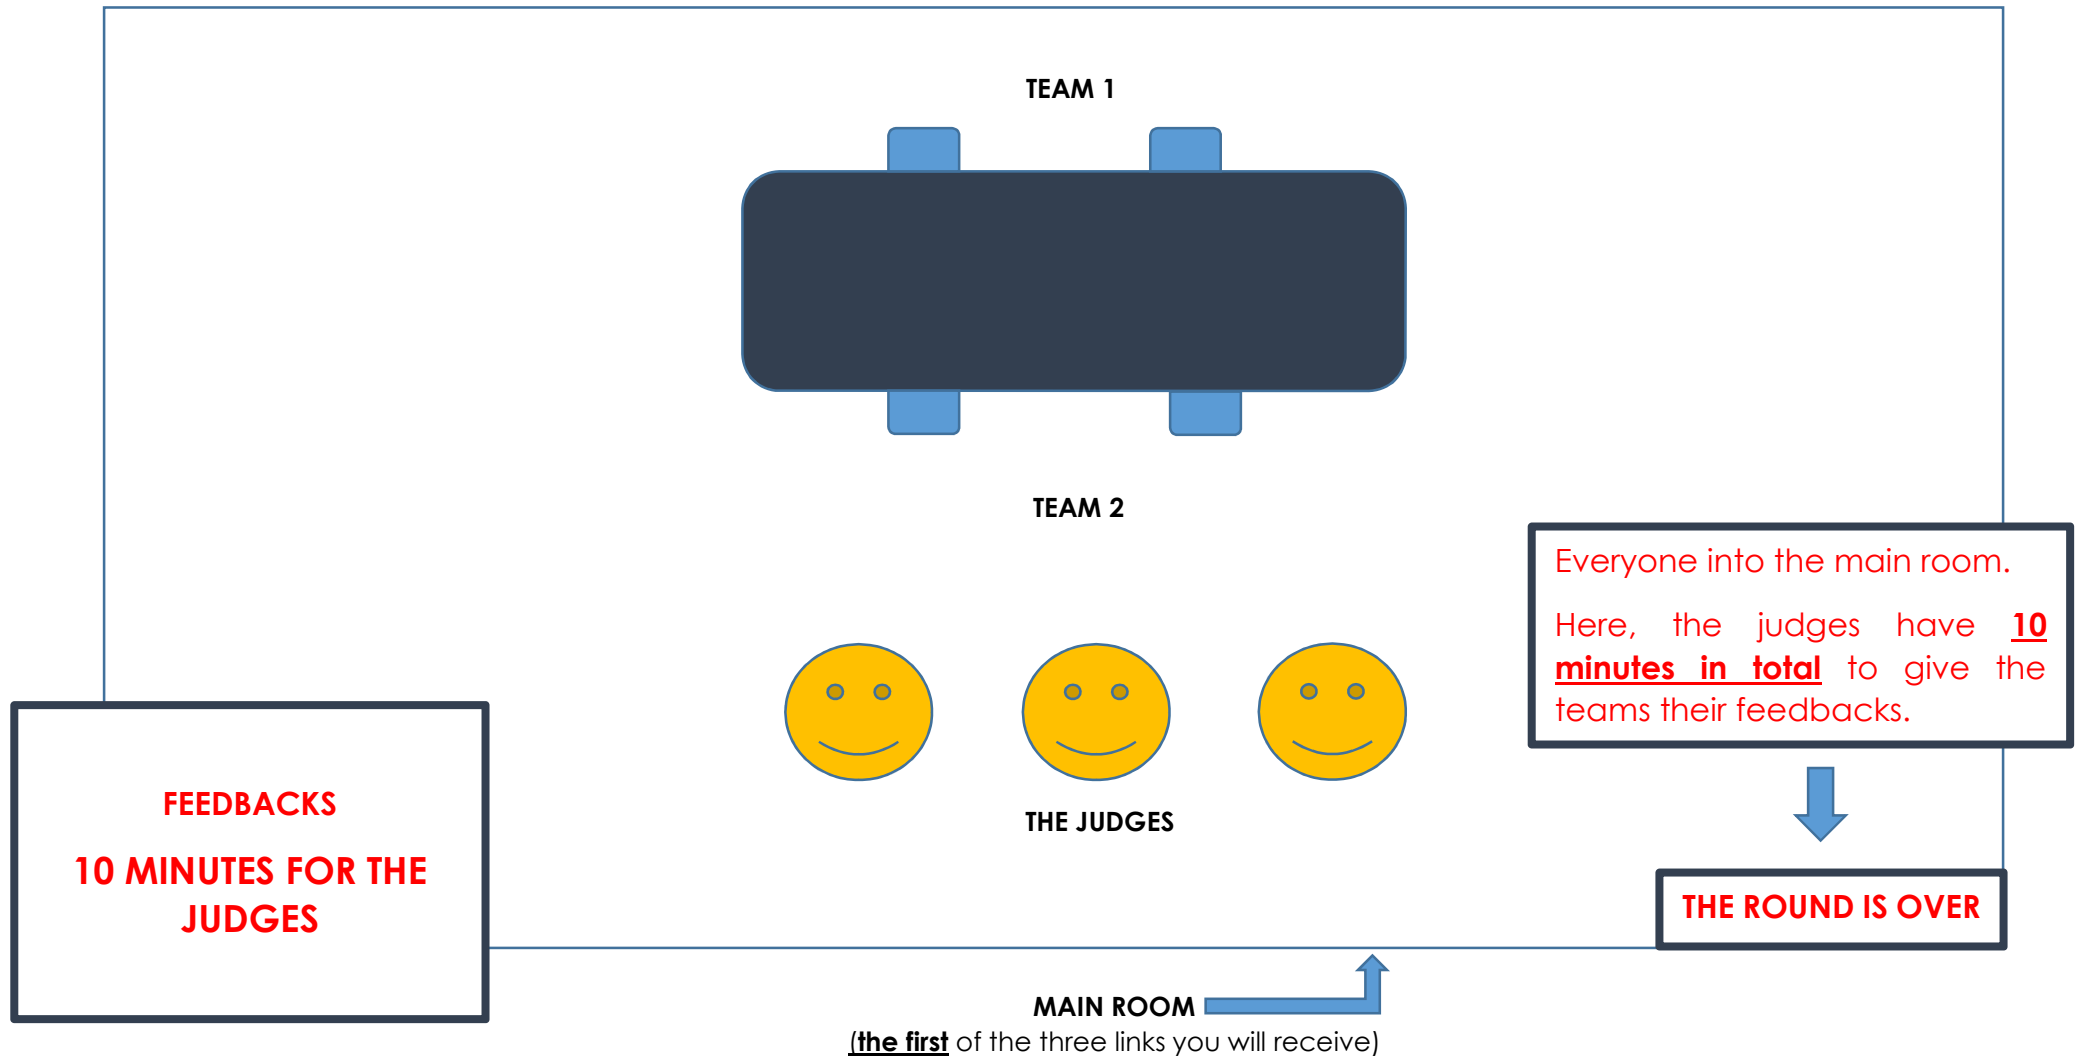 TEAM 1
TEAM 2
Everyone into the main room.
Here, the judges have 10
minutes in total to give the
teams their feedbacks.
FEEDBACKS
10 MINUTES FOR THE
JUDGES
THE JUDGES
THE ROUND IS OVER
MAIN ROOM
(the first of the three links you will receive)